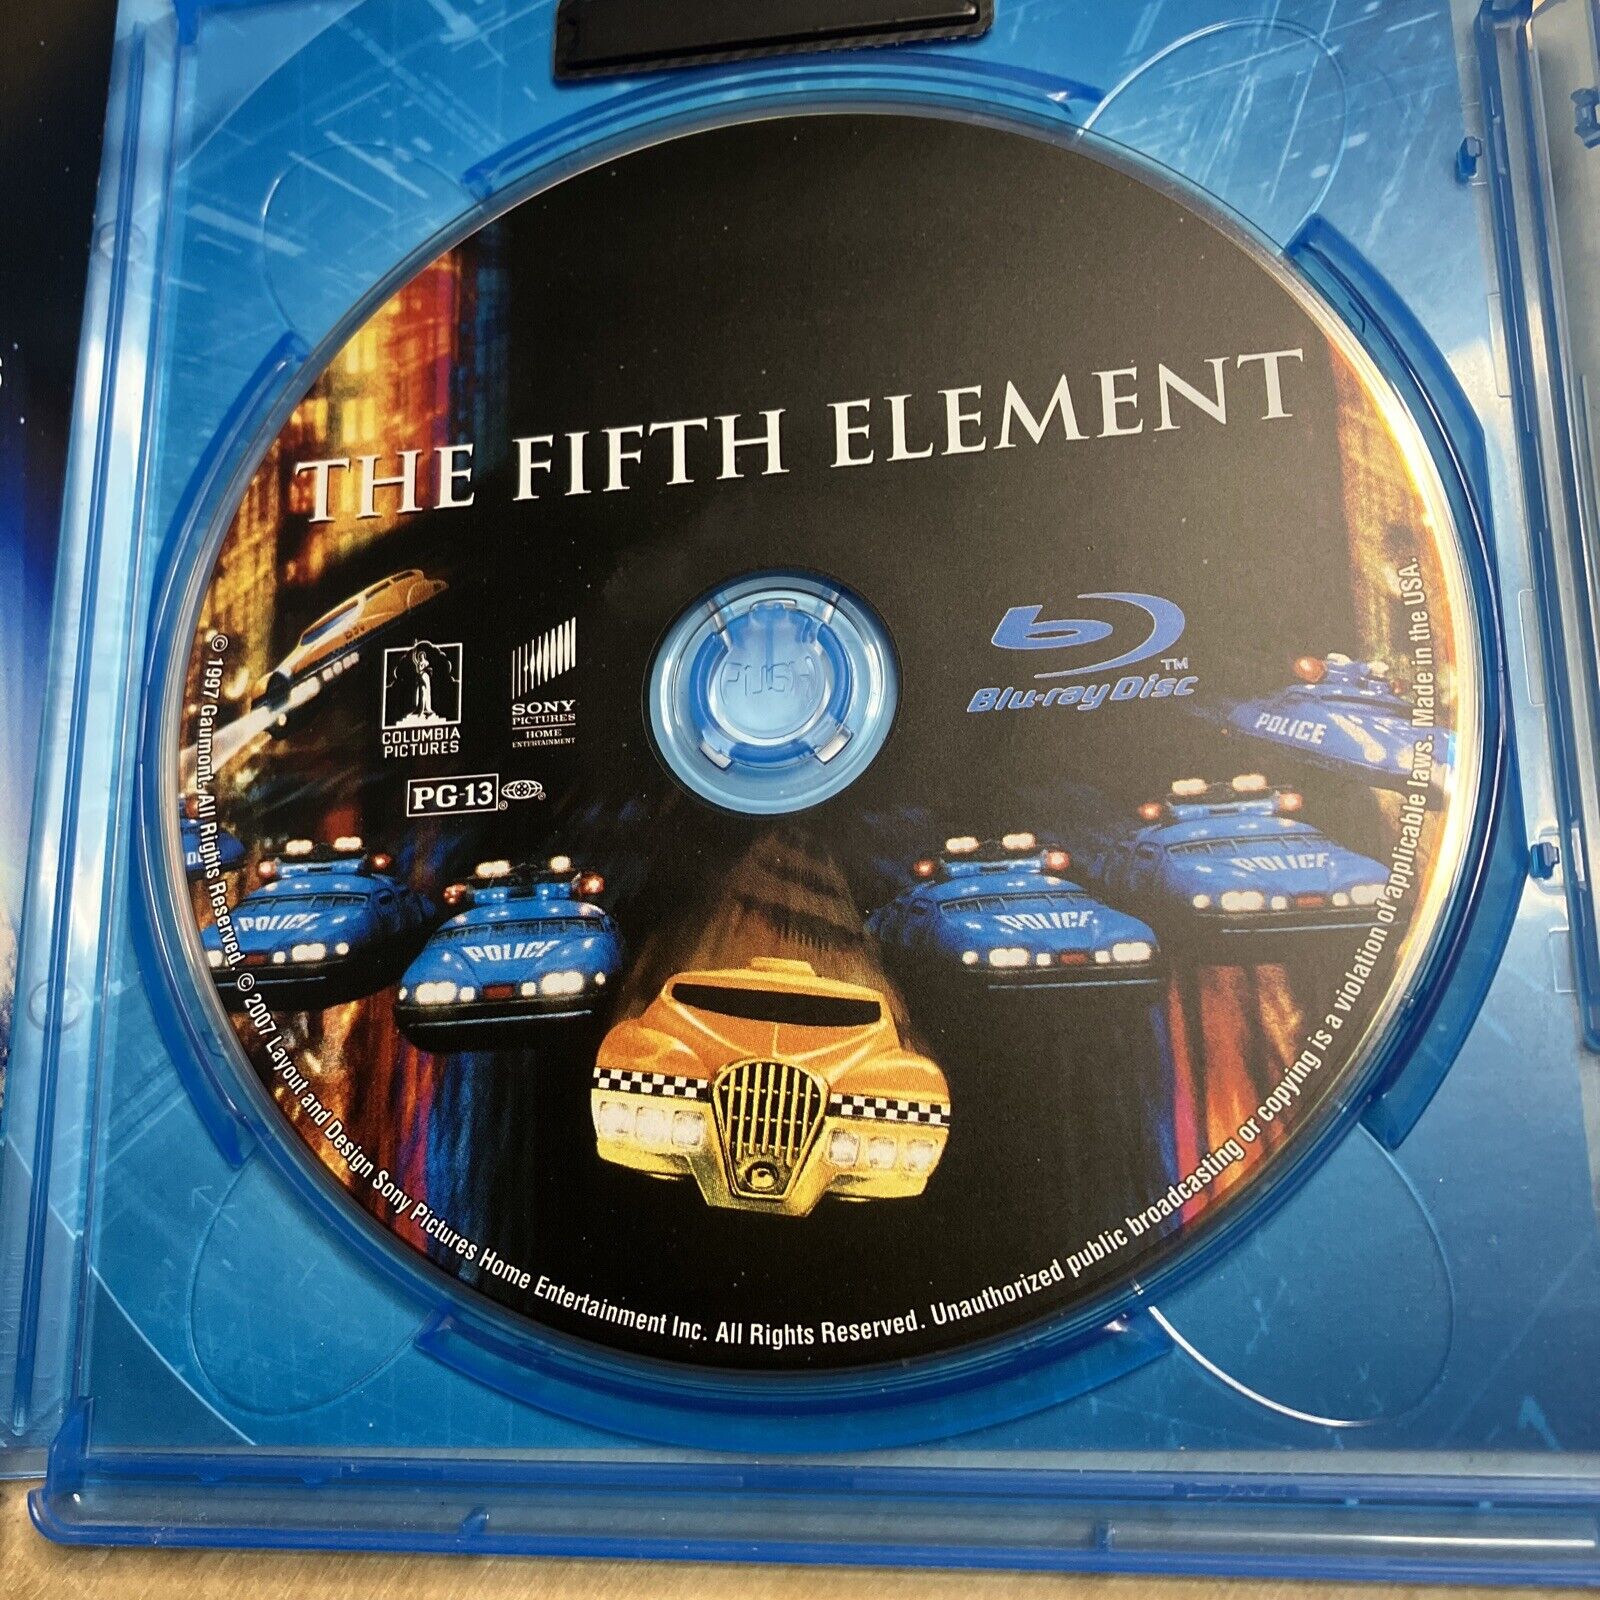 THE FIFTH ELEMENT
COLUMBIA
PICTURES
SONY
PICTURES
HOME
ENTERTAINMENT
PUSH
TM
Blu-ray Disc
PG-13®
®
POLICE
POLICE
POLICE
POLICE
POLICE
© 1997 Gaumont. All Rights Reserved. © 2007 Layout and Design Sony Pictures Home Entertainment Inc. All Rights Reserved. Unauthorized public broadcasting or copying is a violation of applicable laws. Made in the USA.